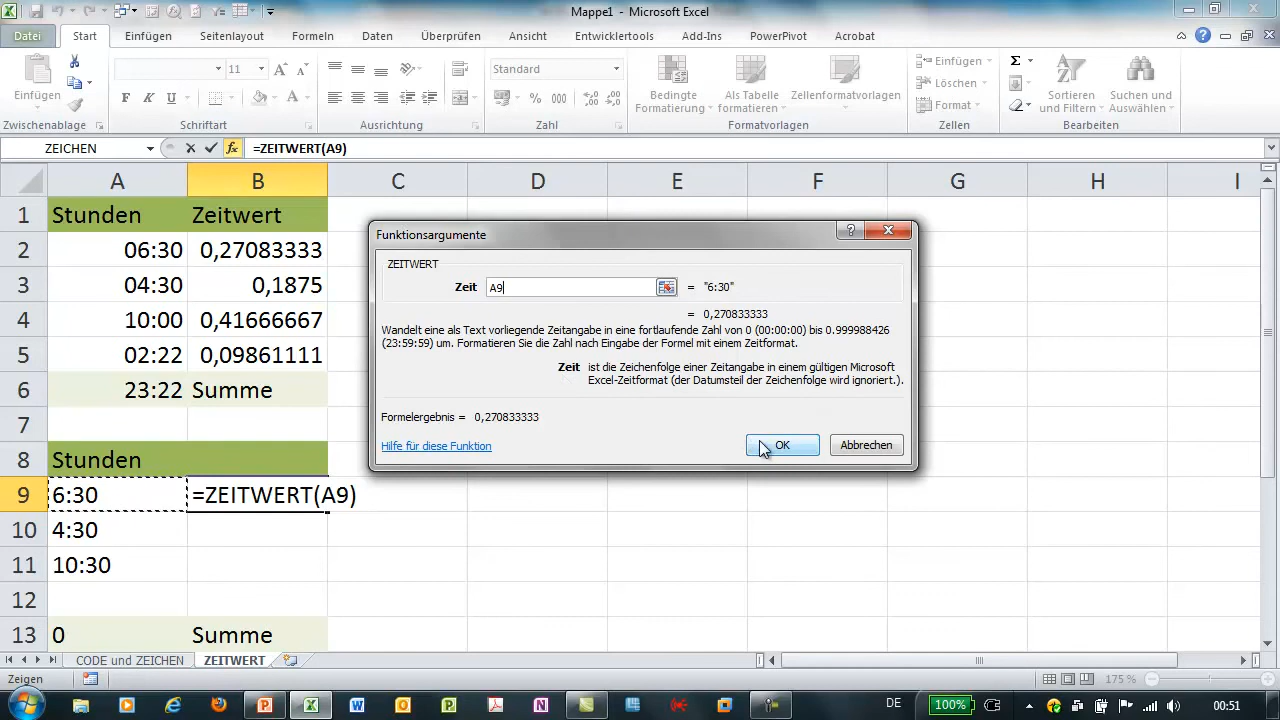 Mappe1 - Microsoft Excel
Datei Start Einfügen Seitenlayout Formeln Daten Überprüfen Ansicht Entwicklertools Add-Ins PowerPivot Acrobat
Einfügen
Zwischenablage
11
F K U
A A
Schriftart
Ausrichtung
Standard
% 000
Zahl
Bedingte Formatierung
Als Tabelle formatieren
Zellenformatvorlagen
Formatvorlagen
Einfügen
Löschen
Format
Zellen
Σ
Sortieren und Filtern
Suchen und Auswählen
Bearbeiten
ZEICHEN
fx
=ZEITWERT(A9)
A B C D E F G H I
1 Stunden Zeitwert
2 06:30 0,27083333
3 04:30 0,1875
4 10:00 0,41666667
5 02:22 0,09861111
6 23:22 Summe
7
8 Stunden
9 6:30 =ZEITWERT(A9)
10 4:30
11 10:30
12
13 0 Summe
Funktionsargumente
ZEITWERT
Zeit A9 = "6:30"
= 0,270833333
Wandelt eine als Text vorliegende Zeitangabe in eine fortlaufende Zahl von 0 (00:00:00) bis 0.999988426
(23:59:59) um. Formatieren Sie die Zahl nach Eingabe der Formel mit einem Zeitformat.
Zeit ist die Zeichenfolge einer Zeitangabe in einem gültigen Microsoft
Excel-Zeitformat (der Datumsteil der Zeichenfolge wird ignoriert.).
Formelergebnis = 0,270833333
Hilfe für diese Funktion
OK Abbrechen
CODE und ZEICHEN ZEITWERT
Zeigen
175 %
DE 100% 00:51